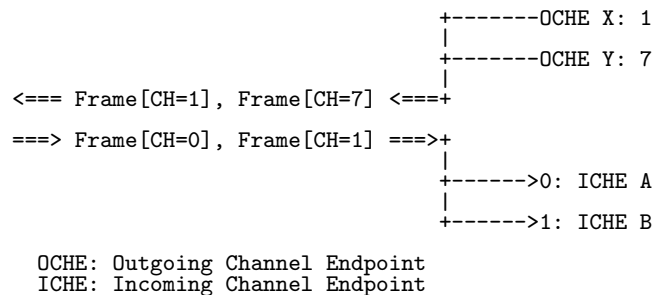 +-------OCHE X: 1
|
+-------OCHE Y: 7
|
<=== Frame[CH=1], Frame[CH=7] <===+
===> Frame[CH=0], Frame[CH=1] ===>+
|
+------>0: ICHE A
|
+------>1: ICHE B
OCHE: Outgoing Channel Endpoint
ICHE: Incoming Channel Endpoint